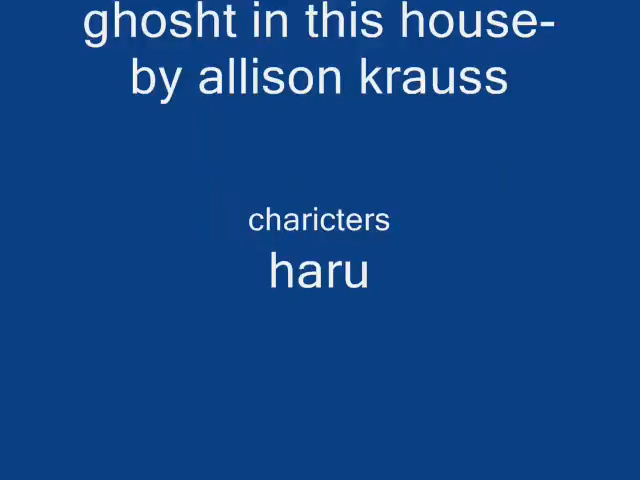 ghosht in this house-
by allison krauss
charicters
haru